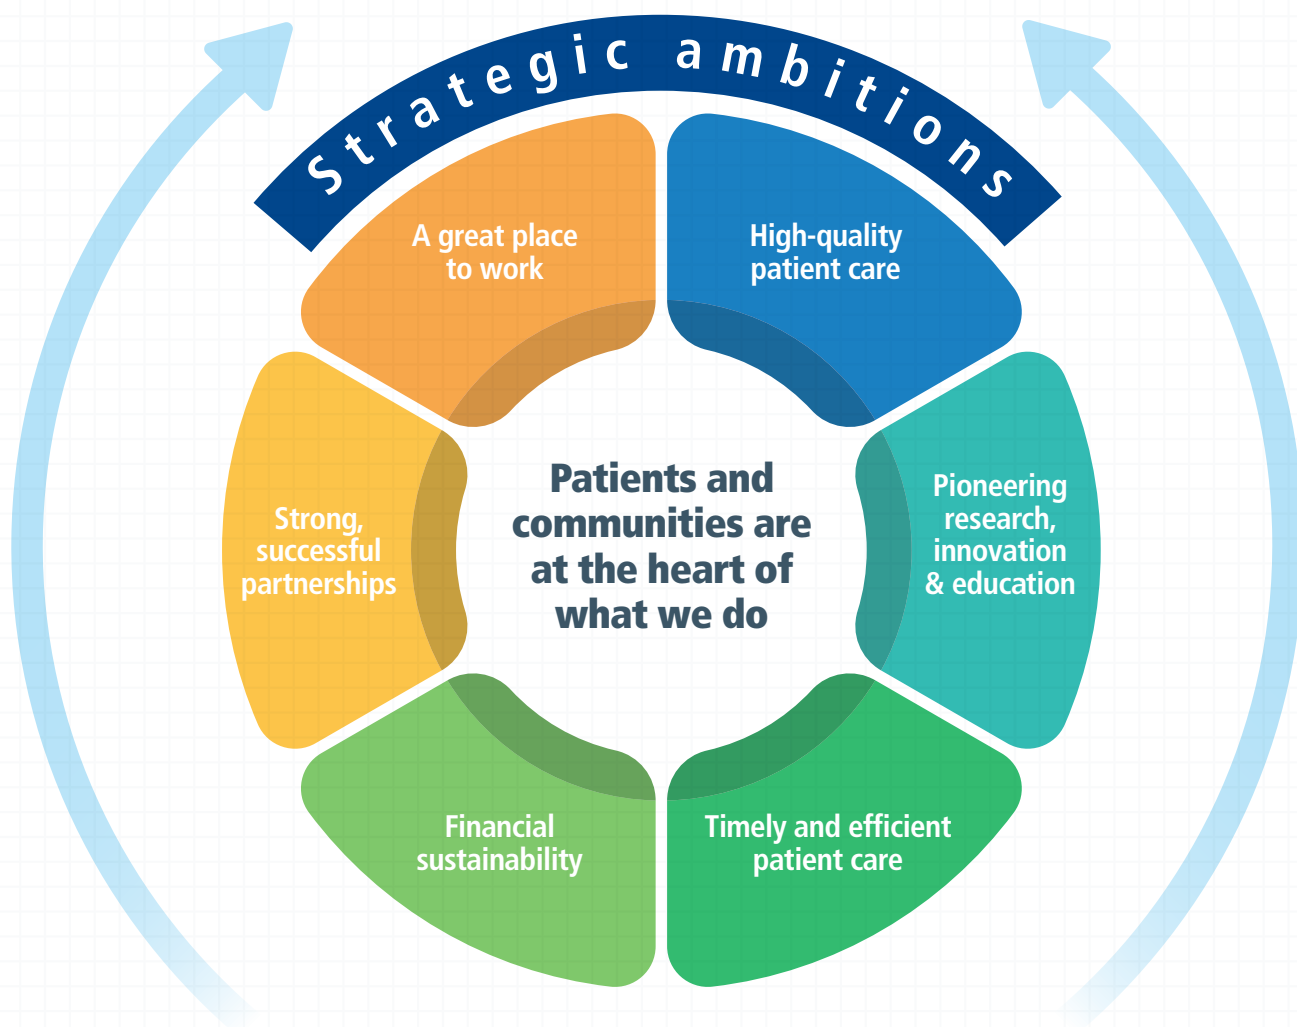 Strategic ambitions
A great place
to work
High-quality
patient care
Pioneering
research,
innovation
& education
Timely and efficient
patient care
Financial
sustainability
Strong,
successful
partnerships
Patients and
communities are
at the heart of
what we do